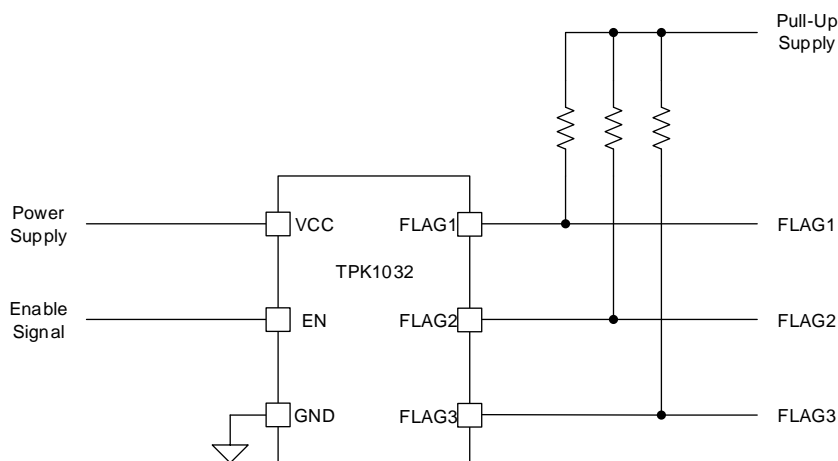 Pull-Up
Supply
Power
Supply
VCC
FLAG1
FLAG1
TPK1032
Enable
Signal
EN
FLAG2
FLAG2
GND
FLAG3
FLAG3